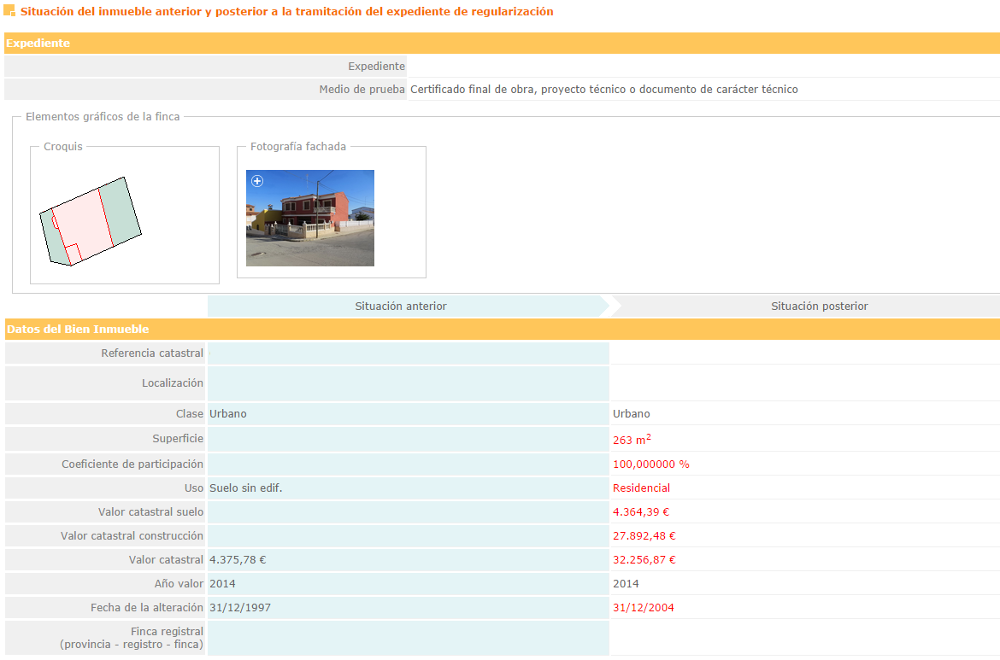 Situación del inmueble anterior y posterior a la tramitación del expediente de regularización
Expediente
Expediente
Medio de prueba Certificado final de obra, proyecto técnico o documento de carácter técnico
Elementos gráficos de la finca
Croquis Fotografía fachada
Situación anterior Situación posterior
Datos del Bien Inmueble
Referencia catastral
Localización
Clase Urbano Urbano
Superficie 263 m²
Coeficiente de participación 100,000000 %
Uso Suelo sin edif. Residencial
Valor catastral suelo 4.364,39 €
Valor catastral construcción 27.892,48 €
Valor catastral 4.375,78 € 32.256,87 €
Año valor 2014 2014
Fecha de la alteración 31/12/1997 31/12/2004
Finca registral
(provincia - registro - finca)